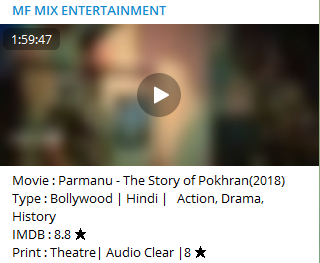 MF MIX ENTERTAINMENT
1:59:47
Movie : Parmanu - The Story of Pokhran(2018)
Type : Bollywood | Hindi | Action, Drama,
History
IMDB : 8.8 ★
Print : Theatre| Audio Clear |8 ★